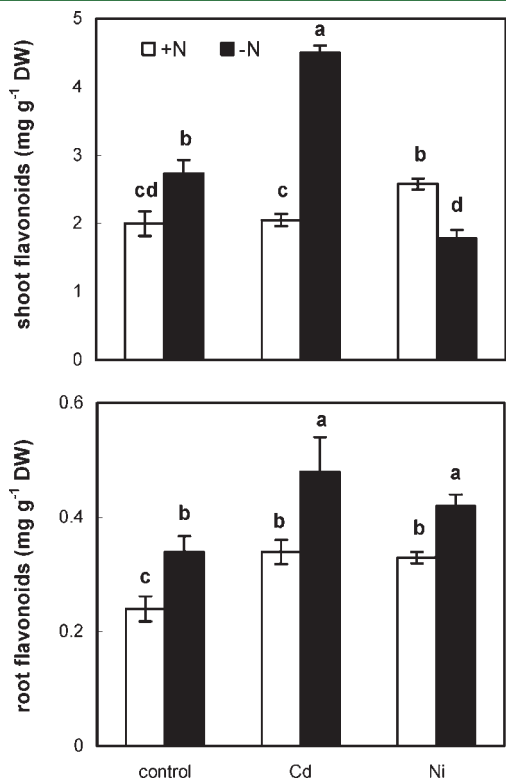 shoot flavonoids (mg g-1 DW)
5
4
3
2
1
0
+N -N
cd b c a b d
root flavonoids (mg g-1 DW)
0.6
0.4
0.2
0
c b b a b a
control Cd Ni